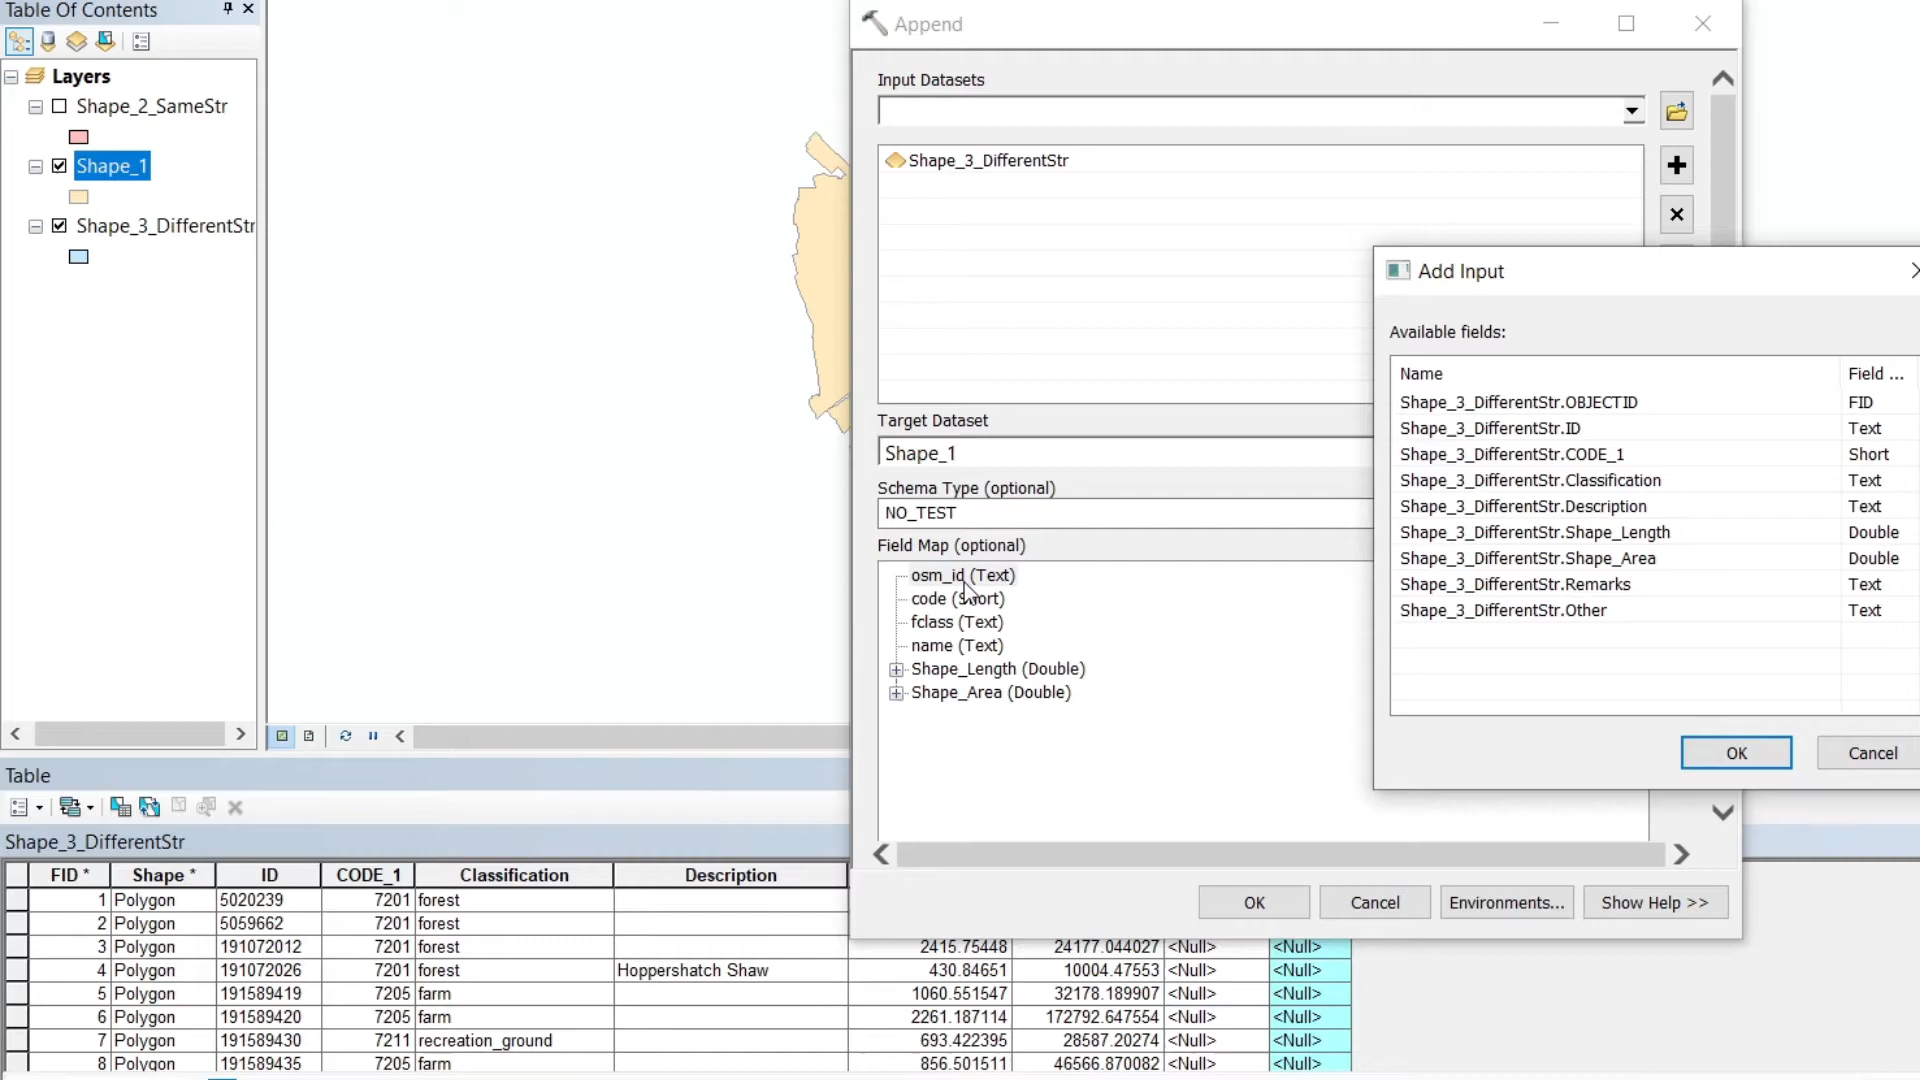 Table Of Contents
Layers
Shape_2_SameStr
Shape_1
Shape_3_DifferentStr
Append
Input Datasets
Shape_3_DifferentStr
Target Dataset
Shape_1
Schema Type (optional)
NO_TEST
Field Map (optional)
osm_id (Text)
code (Short)
fclass (Text)
name (Text)
Shape_Length (Double)
Shape_Area (Double)
OK
Cancel
Environments...
Show Help >>
Add Input
Available fields:
Name Field ...
Shape_3_DifferentStr.OBJECTID FID
Shape_3_DifferentStr.ID Text
Shape_3_DifferentStr.CODE_1 Short
Shape_3_DifferentStr.Classification Text
Shape_3_DifferentStr.Description Text
Shape_3_DifferentStr.Shape_Length Double
Shape_3_DifferentStr.Shape_Area Double
Shape_3_DifferentStr.Remarks Text
Shape_3_DifferentStr.Other Text
OK
Cancel
Table
Shape_3_DifferentStr
FID * Shape * ID CODE_1 Classification Description
1 Polygon 5020239 7201 forest
2 Polygon 5059662 7201 forest
3 Polygon 191072012 7201 forest 2415.75448 24177.044027 <Null> <Null>
4 Polygon 191072026 7201 forest Hoppershatch Shaw 430.84651 10004.47553 <Null> <Null>
5 Polygon 191589419 7205 farm 1060.551547 32178.189907 <Null> <Null>
6 Polygon 191589420 7205 farm 2261.187114 172792.647554 <Null> <Null>
7 Polygon 191589430 7211 recreation_ground 693.422395 28587.20274 <Null> <Null>
8 Polygon 191589435 7205 farm 856.501511 46566.870082 <Null> <Null>